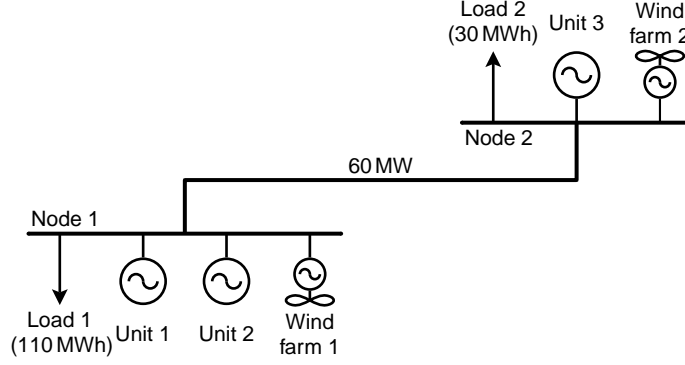 Load 2
(30 MWh)
Unit 3
Wind
farm 2
Node 2
60 MW
Node 1
Load 1
(110 MWh)
Unit 1
Unit 2
Wind
farm 1